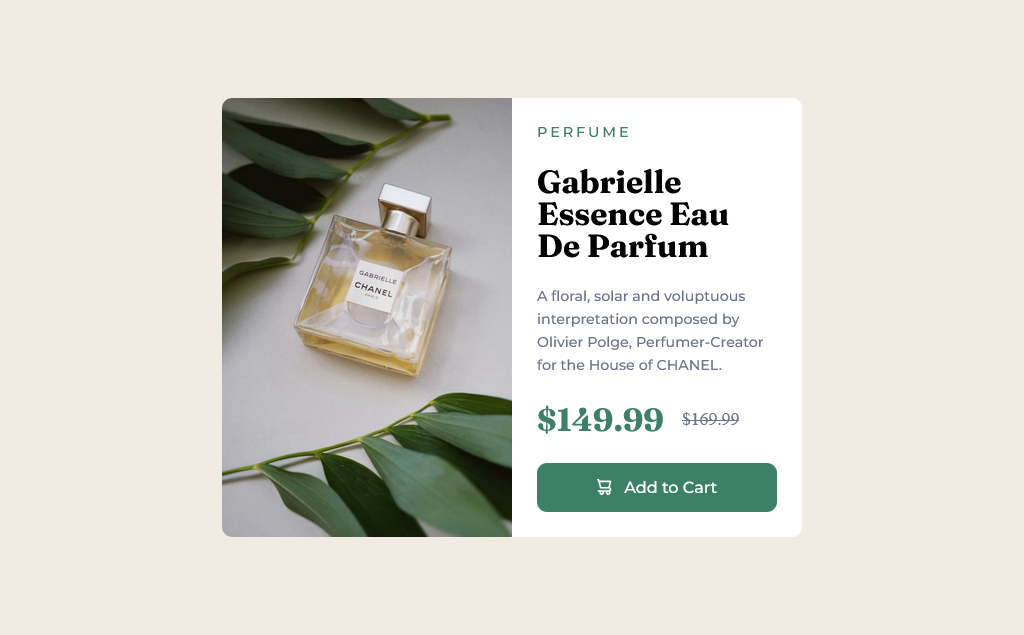 GABRIELLE
CHANEL
PARIS
PERFUME
Gabrielle
Essence Eau
De Parfum
A floral, solar and voluptuous
interpretation composed by
Olivier Polge, Perfumer-Creator
for the House of CHANEL.
$149.99 $169.99
Add to Cart